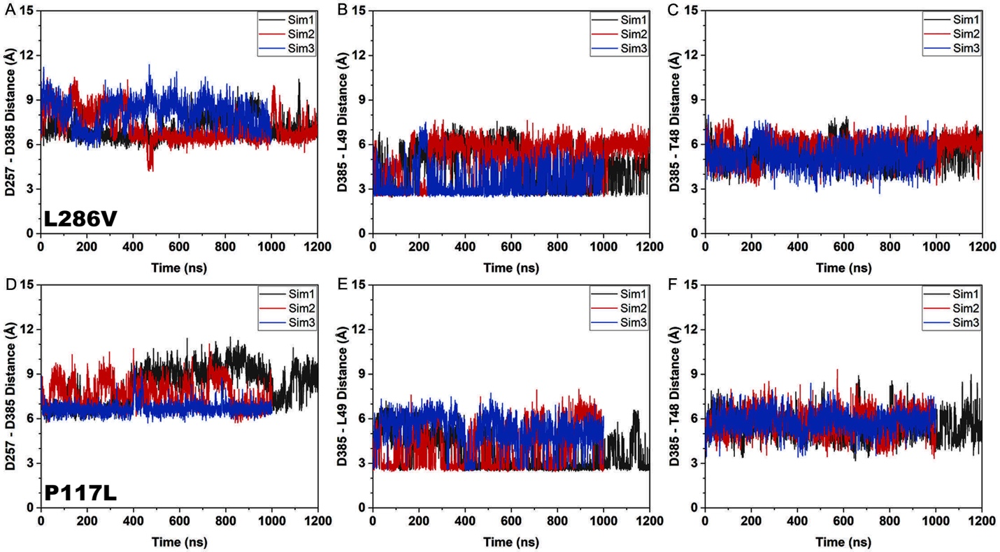 A
D257 - D385 Distance (Å)
15
12
9
6
3
0
Sim1
Sim2
Sim3
L286V
0 200 400 600 800 1000 1200
Time (ns)
B
D385 - L49 Distance (Å)
15
12
9
6
3
0
Sim1
Sim2
Sim3
0 200 400 600 800 1000 1200
Time (ns)
C
D385 - T48 Distance (Å)
15
12
9
6
3
0
Sim1
Sim2
Sim3
0 200 400 600 800 1000 1200
Time (ns)
D
D257 - D385 Distance (Å)
15
12
9
6
3
0
Sim1
Sim2
Sim3
P117L
0 200 400 600 800 1000 1200
Time (ns)
E
D385 - L49 Distance (Å)
15
12
9
6
3
0
Sim1
Sim2
Sim3
0 200 400 600 800 1000 1200
Time (ns)
F
D385 - T48 Distance (Å)
15
12
9
6
3
0
Sim1
Sim2
Sim3
0 200 400 600 800 1000 1200
Time (ns)